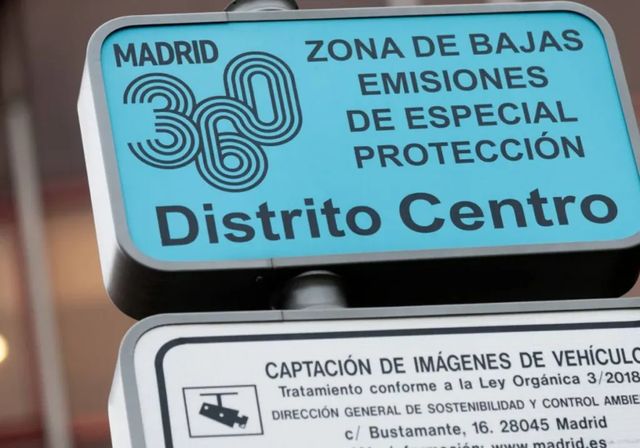 MADRID
360
ZONA DE BAJAS
EMISIONES
DE ESPECIAL
PROTECCIÓN
Distrito Centro
CAPTACIÓN DE IMÁGENES DE VEHÍCULO
Tratamiento conforme a la Ley Orgánica 3/2018
DIRECCIÓN GENERAL DE SOSTENIBILIDAD Y CONTROL AMBIE
c/ Bustamante, 16. 28045 Madrid
www.madrid.es